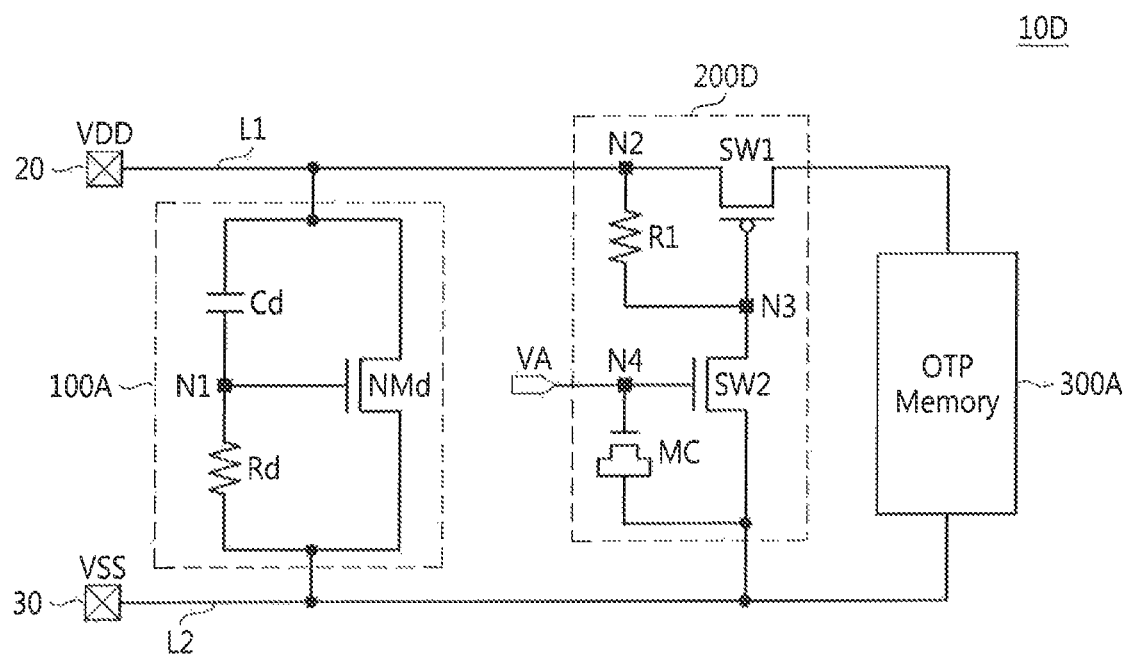 10D
200D
VDD
L1
N2
SW1
20
R1
Cd
N3
VA
N4
100A
N1
NMd
SW2
OTP
Memory
300A
MC
Rd
VSS
30
L2